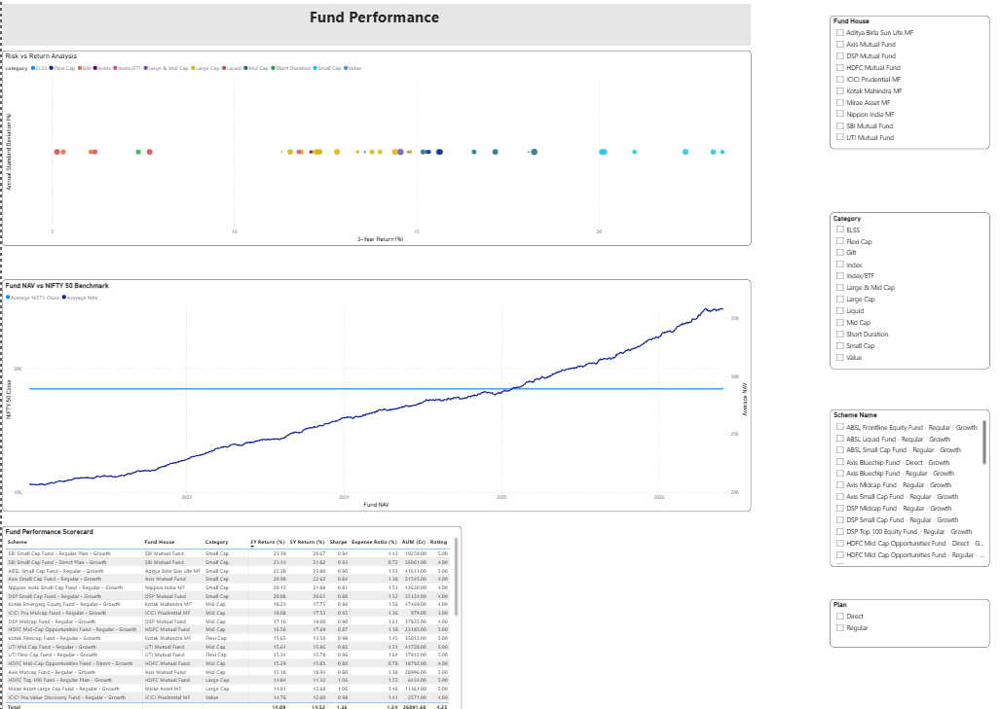 Fund Performance
Risk vs Return Analysis
category ELSS Flexi Cap Gilt Index Index/ETF Large & Mid Cap Large Cap Liquid Mid Cap Short Duration Small Cap Value
Annual Standard Deviation (%)
5 10 15 20
3-Year Return (%)
Fund NAV vs NIFTY 50 Benchmark
Average NIFTY Close Average NAV
NIFTY 50 Close
20K
10K
350
300
250
200
Average NAV
2023 2024 2025 2026
Fund NAV
Fund Performance Scorecard
Scheme Fund House Category 3Y Return (%) 5Y Return (%) Sharpe Expense Ratio (%) AUM (Cr) Rating
SBI Small Cap Fund - Regular Plan - Growth SBI Mutual Fund Small Cap 23.39 20.67 0.94 1.43 19259.00 5.00
SBI Small Cap Fund - Direct Plan - Growth SBI Mutual Fund Small Cap 23.14 21.82 0.93 0.72 36061.00 4.00
ABSL Small Cap Fund - Regular - Growth Aditya Birla Sun Life MF Small Cap 22.38 23.80 0.90 1.53 41613.00 5.00
Axis Small Cap Fund - Regular - Growth Axis Mutual Fund Small Cap 20.98 22.62 0.84 1.38 21545.00 4.00
Nippon India Small Cap Fund - Regular - Growth Nippon India MF Small Cap 20.15 21.88 0.81 1.53 43630.00 4.00
DSP Small Cap Fund - Regular - Growth DSP Mutual Fund Small Cap 20.08 20.61 0.80 1.52 35134.00 4.00
Kotak Emerging Equity Fund - Regular - Growth Kotak Mahindra MF Mid Cap 18.23 17.75 0.96 1.56 47469.00 4.00
ICICI Pru Midcap Fund - Regular - Growth ICICI Prudential MF Mid Cap 18.08 17.55 0.95 1.36 979.00 3.00
DSP Midcap Fund - Regular - Growth DSP Mutual Fund Mid Cap 17.16 19.00 0.90 1.61 37835.00 4.00
HDFC Mid-Cap Opportunities Fund - Regular - Growth HDFC Mutual Fund Mid Cap 16.58 17.69 0.87 1.38 23185.00 5.00
Kotak Flexicap Fund - Regular - Growth Kotak Mahindra MF Flexi Cap 15.65 13.50 0.98 1.45 35012.00 5.00
UTI Mid Cap Fund - Regular - Growth UTI Mutual Fund Mid Cap 15.61 15.86 0.82 1.51 41728.00 5.00
UTI Flexi Cap Fund - Regular - Growth UTI Mutual Fund Flexi Cap 15.34 15.78 0.96 1.64 17912.00 5.00
HDFC Mid-Cap Opportunities Fund - Direct - Growth HDFC Mutual Fund Mid Cap 15.29 15.85 0.80 0.78 18792.00 4.00
Axis Midcap Fund - Regular - Growth Axis Mutual Fund Mid Cap 15.18 18.94 0.80 1.38 28996.00 5.00
HDFC Top 100 Fund - Regular Plan - Growth HDFC Mutual Fund Large Cap 14.84 11.32 1.06 1.55 6434.00 5.00
Mirae Asset Large Cap Fund - Regular - Growth Mirae Asset MF Large Cap 14.81 12.68 1.06 1.46 11361.00 5.00
ICICI Pru Value Discovery Fund - Regular - Growth ICICI Prudential MF Value 14.76 12.60 0.98 1.41 2571.00 4.00
Total 14.09 14.52 1.36 1.24 26091.60 4.25
Fund House
Aditya Birla Sun Life MF
Axis Mutual Fund
DSP Mutual Fund
HDFC Mutual Fund
ICICI Prudential MF
Kotak Mahindra MF
Mirae Asset MF
Nippon India MF
SBI Mutual Fund
UTI Mutual Fund
Category
ELSS
Flexi Cap
Gilt
Index
Index/ETF
Large & Mid Cap
Large Cap
Liquid
Mid Cap
Short Duration
Small Cap
Value
Scheme Name
ABSL Frontline Equity Fund - Regular - Growth
ABSL Liquid Fund - Regular - Growth
ABSL Small Cap Fund - Regular - Growth
Axis Bluechip Fund - Direct - Growth
Axis Bluechip Fund - Regular - Growth
Axis Midcap Fund - Regular - Growth
Axis Small Cap Fund - Regular - Growth
DSP Midcap Fund - Regular - Growth
DSP Small Cap Fund - Regular - Growth
DSP Top 100 Equity Fund - Regular - Growth
HDFC Mid-Cap Opportunities Fund - Direct - G...
HDFC Mid-Cap Opportunities Fund - Regular - ...
Plan
Direct
Regular